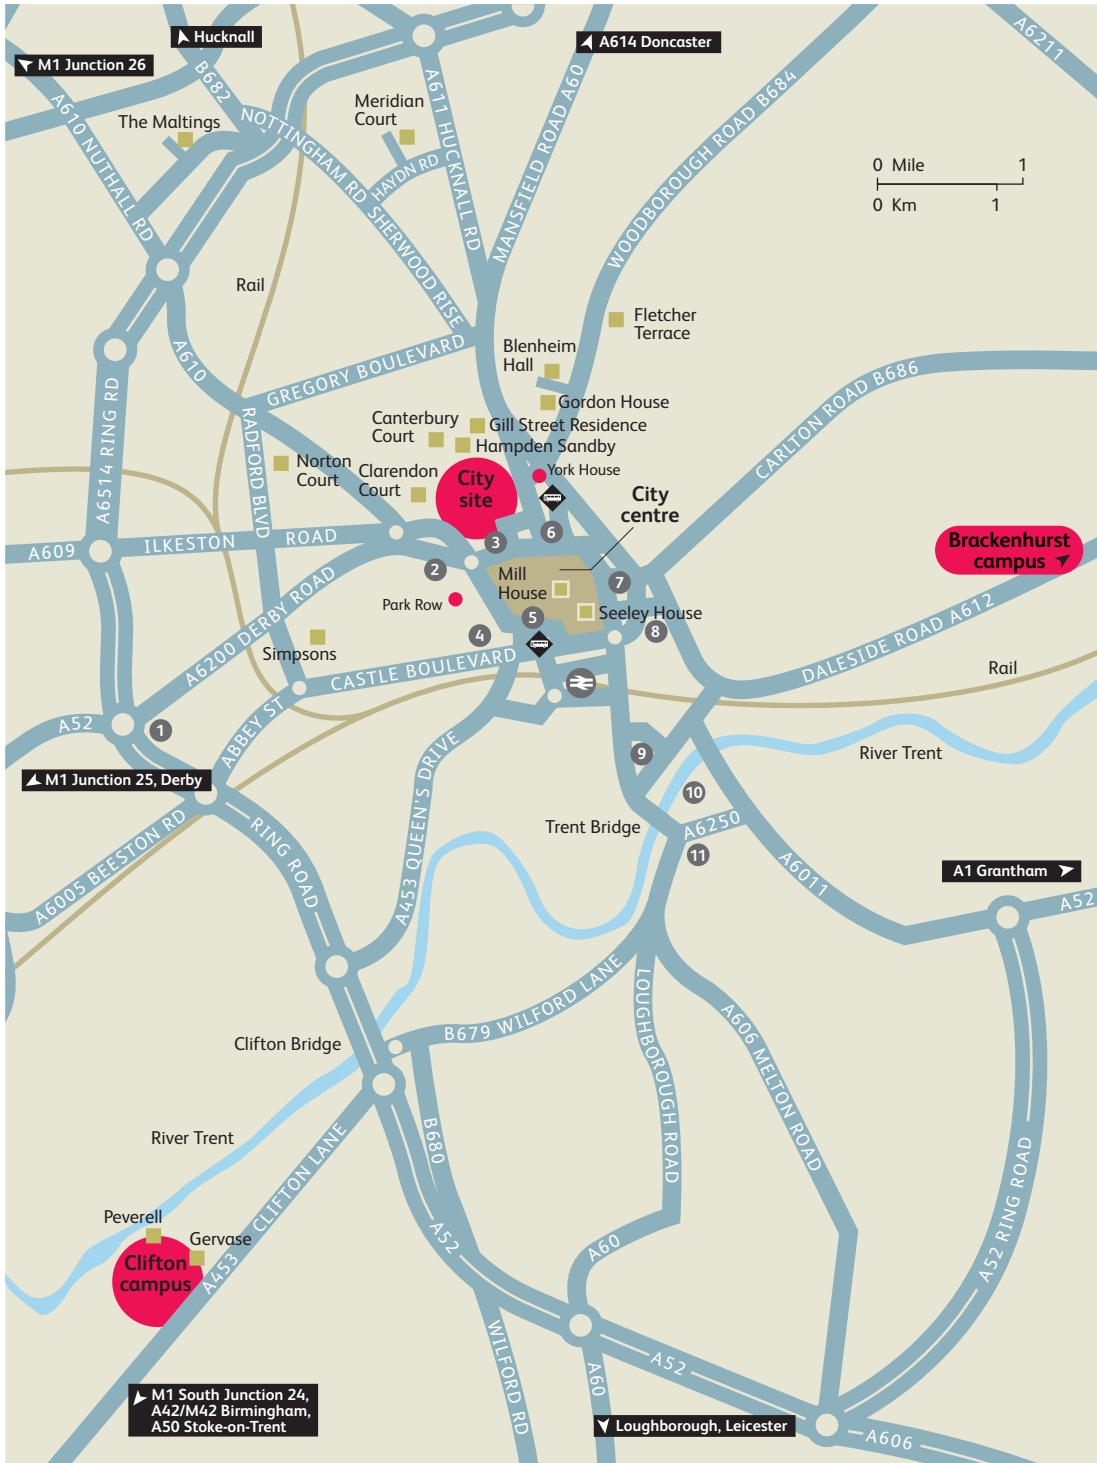 Hucknall
A614 Doncaster
A6211
M1 Junction 26
B682
A611 HUCKNALL RD
MANSFIELD ROAD A60
WOODBOROUGH ROAD B684
A610 NUTHALL RD
The Maltings
NOTTINGHAM RD
Meridian
Court
HAYDN RD
0 Mile 1
0 Km 1
SHERWOOD RISE
Rail
Fletcher
Terrace
Blenheim
Hall
A610
GREGORY BOULEVARD
CARLTON ROAD B686
A6514 RING RD
RADFORD BLVD
Gordon House
Canterbury
Court
Gill Street Residence
Hampden Sandby
Norton
Court
Clarendon
Court
City
site
York House
City
centre
A609
ILKESTON ROAD
3
6
Brackenhurst
campus
2
Mill
House
7
Park Row
5
Seeley House
4
8
A6200 DERBY ROAD
Simpsons
CASTLE BOULEVARD
DALESIDE ROAD A612
Rail
A52
1
ABBEY ST
9
River Trent
M1 Junction 25, Derby
10
A453 QUEEN'S DRIVE
Trent Bridge
A6250
11
A6005 BEESTON RD
RING ROAD
A6011
A1 Grantham
A52
Clifton Bridge
B679 WILFORD LANE
LOUGHBOROUGH ROAD
A606 MELTON ROAD
River Trent
B680
A453 CLIFTON LANE
Peverell
Gervase
Clifton
campus
A52
A60
A52 RING ROAD
WILFORD RD
A52
A60
M1 South Junction 24,
A42/M42 Birmingham,
A50 Stoke-on-Trent
Loughborough, Leicester
A606